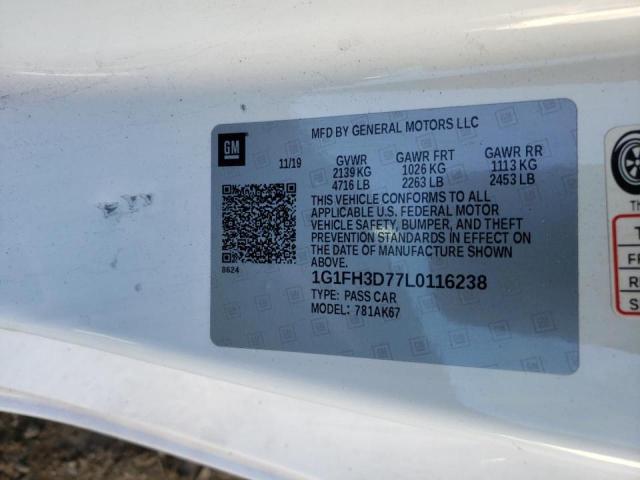 GM
MFD BY GENERAL MOTORS LLC
11/19 GVWR GAWR FRT GAWR RR
2139 KG 1026 KG 1113 KG
4716 LB 2263 LB 2453 LB
THIS VEHICLE CONFORMS TO ALL
APPLICABLE U.S. FEDERAL MOTOR
VEHICLE SAFETY, BUMPER, AND THEFT
PREVENTION STANDARDS IN EFFECT ON
THE DATE OF MANUFACTURE SHOWN
ABOVE.
8624
1G1FH3D77L0116238
TYPE: PASS CAR
MODEL: 781AK67
Th
T
FR
R
S